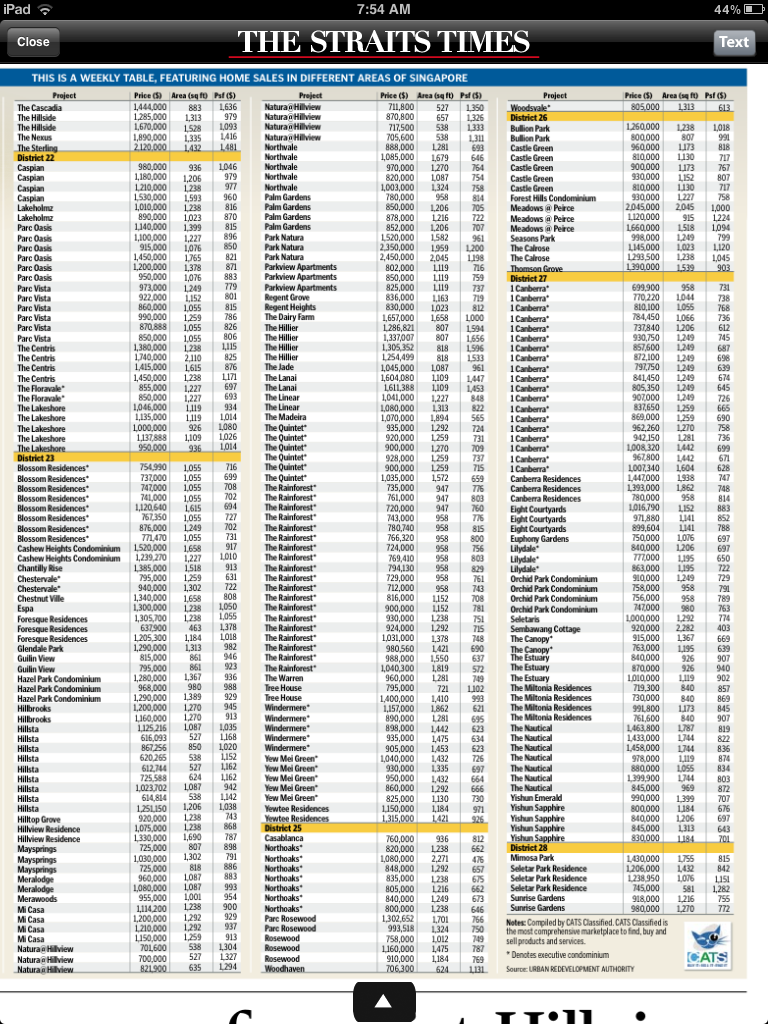 iPad 7:54 AM 44%
Close THE STRAITS TIMES Text
THIS IS A WEEKLY TABLE, FEATURING HOME SALES IN DIFFERENT AREAS OF SINGAPORE
Project Price ($) Area (sq ft) Psf ($)
The Cascadia 1,444,000 883 1,636
The Hillside 1,285,000 1,313 979
The Hillside 1,670,000 1,528 1,093
The Nexus 1,890,000 1,335 1,416
The Sterling 2,120,000 1,432 1,481
District 22
Caspian 980,000 936 1,046
Caspian 1,180,000 1,206 979
Caspian 1,210,000 1,238 977
Caspian 1,530,000 1,593 960
Lakeholmz 1,010,000 1,238 816
Lakeholmz 890,000 1,023 870
Parc Oasis 1,140,000 1,399 815
Parc Oasis 1,100,000 1,227 896
Parc Oasis 915,000 1,076 850
Parc Oasis 1,450,000 1,765 821
Parc Oasis 1,200,000 1,378 871
Parc Oasis 950,000 1,076 883
Parc Vista 973,000 1,249 779
Parc Vista 922,000 1,152 801
Parc Vista 860,000 1,055 815
Parc Vista 990,000 1,259 786
Parc Vista 870,888 1,055 826
Parc Vista 850,000 1,055 806
The Centris 1,380,000 1,238 1,115
The Centris 1,740,000 2,110 825
The Centris 1,415,000 1,615 876
The Centris 1,450,000 1,238 1,171
The Floravale* 855,000 1,227 697
The Floravale* 850,000 1,227 693
The Lakeshore 1,046,000 1,119 934
The Lakeshore 1,135,000 1,119 1,014
The Lakeshore 1,000,000 926 1,080
The Lakeshore 1,137,888 1,109 1,026
The Lakeshore 950,000 936 1,014
District 23
Blossom Residences* 754,990 1,055 716
Blossom Residences* 737,000 1,055 699
Blossom Residences* 747,000 1,055 708
Blossom Residences* 741,000 1,055 702
Blossom Residences* 1,120,640 1,615 694
Blossom Residences* 767,350 1,055 727
Blossom Residences* 876,000 1,249 702
Blossom Residences* 771,470 1,055 731
Cashew Heights Condominium 1,520,000 1,658 917
Cashew Heights Condominium 1,239,270 1,227 1,010
Chantilly Rise 1,385,000 1,518 913
Chestervale* 795,000 1,259 631
Chestervale* 940,000 1,302 722
Chestnut Ville 1,340,000 1,658 808
Espa 1,300,000 1,238 1,050
Foresque Residences 1,305,700 1,238 1,055
Foresque Residences 637,900 463 1,378
Foresque Residences 1,205,300 1,184 1,018
Glendale Park 1,290,000 1,313 982
Guilin View 815,000 861 946
Guilin View 795,000 861 923
Hazel Park Condominium 1,280,000 1,367 936
Hazel Park Condominium 968,000 980 988
Hazel Park Condominium 1,290,000 1,389 929
Hillbrooks 1,200,000 1,270 945
Hillbrooks 1,160,000 1,270 913
Hillsta 1,125,216 1,087 1,035
Hillsta 616,093 527 1,168
Hillsta 867,256 850 1,020
Hillsta 620,265 538 1,152
Hillsta 612,744 527 1,162
Hillsta 725,588 624 1,162
Hillsta 1,023,702 1,087 942
Hillsta 614,814 538 1,142
Hillsta 1,251,150 1,206 1,038
Hilltop Grove 920,000 1,238 743
Hillview Residence 1,075,000 1,238 868
Hillview Residence 1,330,000 1,690 787
Maysprings 725,000 807 898
Maysprings 1,030,000 1,302 791
Maysprings 725,000 818 886
Meralodge 960,000 1,087 883
Meralodge 1,080,000 1,087 993
Merawoods 955,000 1,001 954
Mi Casa 1,114,200 1,238 900
Mi Casa 1,200,000 1,292 929
Mi Casa 1,210,000 1,292 937
Mi Casa 1,150,000 1,259 913
Natura@Hillview 701,600 538 1,304
Natura@Hillview 700,000 527 1,327
Natura@Hillview 821,900 635 1,294
Project Price ($) Area (sq ft) Psf ($)
Natura@Hillview 711,800 527 1,350
Natura@Hillview 870,800 657 1,326
Natura@Hillview 717,500 538 1,333
Natura@Hillview 705,600 538 1,311
Northvale 888,000 1,281 693
Northvale 1,085,000 1,679 646
Northvale 970,000 1,270 764
Northvale 820,000 1,087 754
Northvale 1,003,000 1,324 758
Palm Gardens 780,000 958 814
Palm Gardens 850,000 1,206 705
Palm Gardens 878,000 1,216 722
Palm Gardens 852,000 1,206 707
Park Natura 1,520,000 1,582 961
Park Natura 2,350,000 1,959 1,200
Park Natura 2,450,000 2,045 1,198
Parkview Apartments 802,000 1,119 716
Parkview Apartments 850,000 1,119 759
Parkview Apartments 825,000 1,119 737
Regent Grove 836,000 1,163 719
Regent Heights 830,000 1,023 812
The Dairy Farm 1,657,000 1,658 1,000
The Hillier 1,286,821 807 1,594
The Hillier 1,337,007 807 1,656
The Hillier 1,305,352 818 1,596
The Hillier 1,254,499 818 1,533
The Jade 1,045,000 1,087 961
The Lanai 1,604,080 1,109 1,447
The Lanai 1,611,388 1,109 1,453
The Linear 1,041,000 1,227 848
The Linear 1,080,000 1,313 822
The Madeira 1,070,000 1,894 565
The Quintet* 935,000 1,292 724
The Quintet* 920,000 1,259 731
The Quintet* 900,000 1,270 709
The Quintet* 928,000 1,259 737
The Quintet* 900,000 1,259 715
The Quintet* 1,035,000 1,572 659
The Rainforest* 735,000 947 776
The Rainforest* 761,000 947 803
The Rainforest* 720,000 947 760
The Rainforest* 743,000 958 776
The Rainforest* 780,740 958 815
The Rainforest* 766,320 958 800
The Rainforest* 724,000 958 756
The Rainforest* 769,410 958 803
The Rainforest* 794,130 958 829
The Rainforest* 729,000 958 761
The Rainforest* 712,000 958 743
The Rainforest* 816,000 1,152 708
The Rainforest* 900,000 1,152 781
The Rainforest* 930,000 1,238 751
The Rainforest* 924,000 1,292 715
The Rainforest* 1,031,000 1,378 748
The Rainforest* 980,560 1,421 690
The Rainforest* 988,000 1,550 637
The Rainforest* 1,040,300 1,819 572
The Warren 960,000 1,281 749
Tree House 795,000 721 1,102
Tree House 1,400,000 1,410 993
Windermere* 1,157,000 1,862 621
Windermere* 890,000 1,281 695
Windermere* 898,000 1,442 623
Windermere* 935,000 1,475 634
Windermere* 905,000 1,453 623
Yew Mei Green* 1,040,000 1,432 726
Yew Mei Green* 930,000 1,335 697
Yew Mei Green* 950,000 1,432 664
Yew Mei Green* 860,000 1,292 666
Yew Mei Green* 825,000 1,130 730
Yewtee Residences 1,150,000 1,184 971
Yewtee Residences 1,315,000 1,421 926
District 25
Casablanca 760,000 936 812
Northoaks* 820,000 1,238 662
Northoaks* 1,080,000 2,271 476
Northoaks* 848,000 1,292 657
Northoaks* 835,000 1,238 675
Northoaks* 805,000 1,216 662
Northoaks* 840,000 1,249 673
Northoaks* 800,000 1,238 646
Parc Rosewood 1,302,652 1,701 766
Parc Rosewood 993,518 1,324 750
Rosewood 758,000 1,012 749
Rosewood 1,160,000 1,475 787
Rosewood 910,000 1,184 769
Woodhaven 706,300 624 1,131
Project Price ($) Area (sq ft) Psf ($)
Woodsvale* 805,000 1,313 613
District 26
Bullion Park 1,260,000 1,238 1,018
Bullion Park 800,000 807 991
Castle Green 960,000 1,173 818
Castle Green 810,000 1,130 717
Castle Green 900,000 1,173 767
Castle Green 930,000 1,152 807
Castle Green 810,000 1,130 717
Forest Hills Condominium 930,000 1,227 758
Meadows @ Peirce 2,045,000 2,045 1,000
Meadows @ Peirce 1,120,000 915 1,224
Meadows @ Peirce 1,660,000 1,518 1,094
Seasons Park 998,000 1,249 799
The Calrose 1,145,000 1,023 1,120
The Calrose 1,293,500 1,238 1,045
Thomson Grove 1,390,000 1,539 903
District 27
1 Canberra* 699,900 958 731
1 Canberra* 770,220 1,044 738
1 Canberra* 810,100 1,055 768
1 Canberra* 784,450 1,066 736
1 Canberra* 737,840 1,206 612
1 Canberra* 930,750 1,249 745
1 Canberra* 857,600 1,249 687
1 Canberra* 872,100 1,249 698
1 Canberra* 797,750 1,249 639
1 Canberra* 841,450 1,249 674
1 Canberra* 805,350 1,249 645
1 Canberra* 907,000 1,249 726
1 Canberra* 837,650 1,259 665
1 Canberra* 869,000 1,259 690
1 Canberra* 962,260 1,270 758
1 Canberra* 942,150 1,281 736
1 Canberra* 1,008,320 1,442 699
1 Canberra* 967,800 1,442 671
1 Canberra* 1,007,340 1,604 628
Canberra Residences 1,447,000 1,938 747
Canberra Residences 1,393,000 1,862 748
Canberra Residences 780,000 958 814
Eight Courtyards 1,016,790 1,152 883
Eight Courtyards 971,880 1,141 852
Eight Courtyards 899,604 1,141 788
Euphony Gardens 750,000 1,076 697
Lilydale* 840,000 1,206 697
Lilydale* 777,000 1,195 650
Lilydale* 863,000 1,195 722
Orchid Park Condominium 910,000 1,249 729
Orchid Park Condominium 758,000 958 791
Orchid Park Condominium 756,000 958 789
Orchid Park Condominium 747,000 980 763
Seletaris 1,000,000 1,292 774
Sembawang Cottage 920,000 2,282 403
The Canopy* 915,000 1,367 669
The Canopy* 763,000 1,195 639
The Estuary 840,000 926 907
The Estuary 870,000 926 940
The Estuary 1,010,000 1,119 902
The Miltonia Residences 719,300 840 857
The Miltonia Residences 730,000 840 869
The Miltonia Residences 991,800 1,173 845
The Miltonia Residences 761,600 840 907
The Nautical 1,463,800 1,787 819
The Nautical 1,433,000 1,744 822
The Nautical 1,458,000 1,744 836
The Nautical 978,000 1,119 874
The Nautical 880,000 1,055 834
The Nautical 1,399,900 1,744 803
The Nautical 845,000 969 872
Yishun Emerald 990,000 1,399 707
Yishun Sapphire 800,000 1,184 676
Yishun Sapphire 840,000 1,206 697
Yishun Sapphire 845,000 1,313 643
Yishun Sapphire 830,000 1,184 701
District 28
Mimosa Park 1,430,000 1,755 815
Seletar Park Residence 1,206,000 1,432 842
Seletar Park Residence 1,238,950 1,076 1,151
Seletar Park Residence 745,000 581 1,282
Sunrise Gardens 918,000 1,216 755
Sunrise Gardens 980,000 1,270 772
Notes: Compiled by CATS Classified. CATS Classified is
the most comprehensive marketplace to find, buy and
sell products and services.
* Denotes executive condominium
Source: URBAN REDEVELOPMENT AUTHORITY
CATS